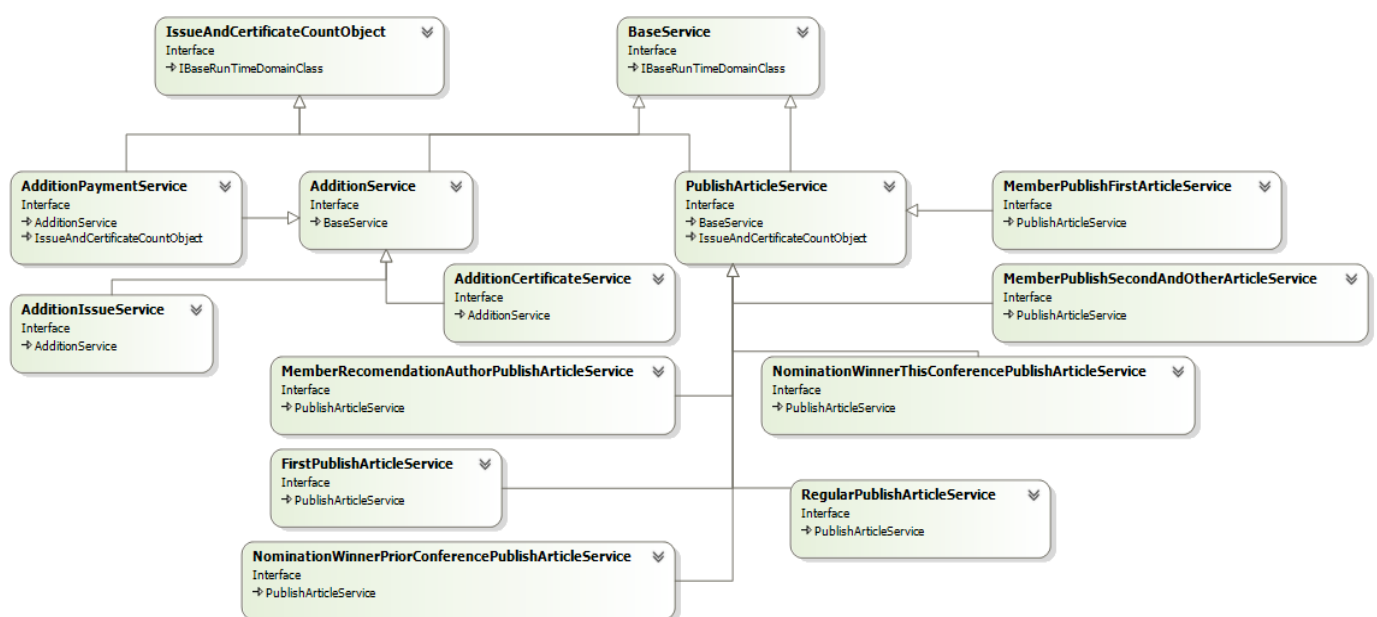 IssueAndCertificateCountObject
Interface
IBaseRunTimeDomainClass
BaseService
Interface
IBaseRunTimeDomainClass
AdditionPaymentService
Interface
AdditionService
IssueAndCertificateCountObject
AdditionService
Interface
BaseService
PublishArticleService
Interface
BaseService
IssueAndCertificateCountObject
MemberPublishFirstArticleService
Interface
PublishArticleService
AdditionIssueService
Interface
AdditionService
AdditionCertificateService
Interface
AdditionService
MemberPublishSecondAndOtherArticleService
Interface
PublishArticleService
MemberRecomendationAuthorPublishArticleService
Interface
PublishArticleService
NominationWinnerThisConferencePublishArticleService
Interface
PublishArticleService
FirstPublishArticleService
Interface
PublishArticleService
RegularPublishArticleService
Interface
PublishArticleService
NominationWinnerPriorConferencePublishArticleService
Interface
PublishArticleService